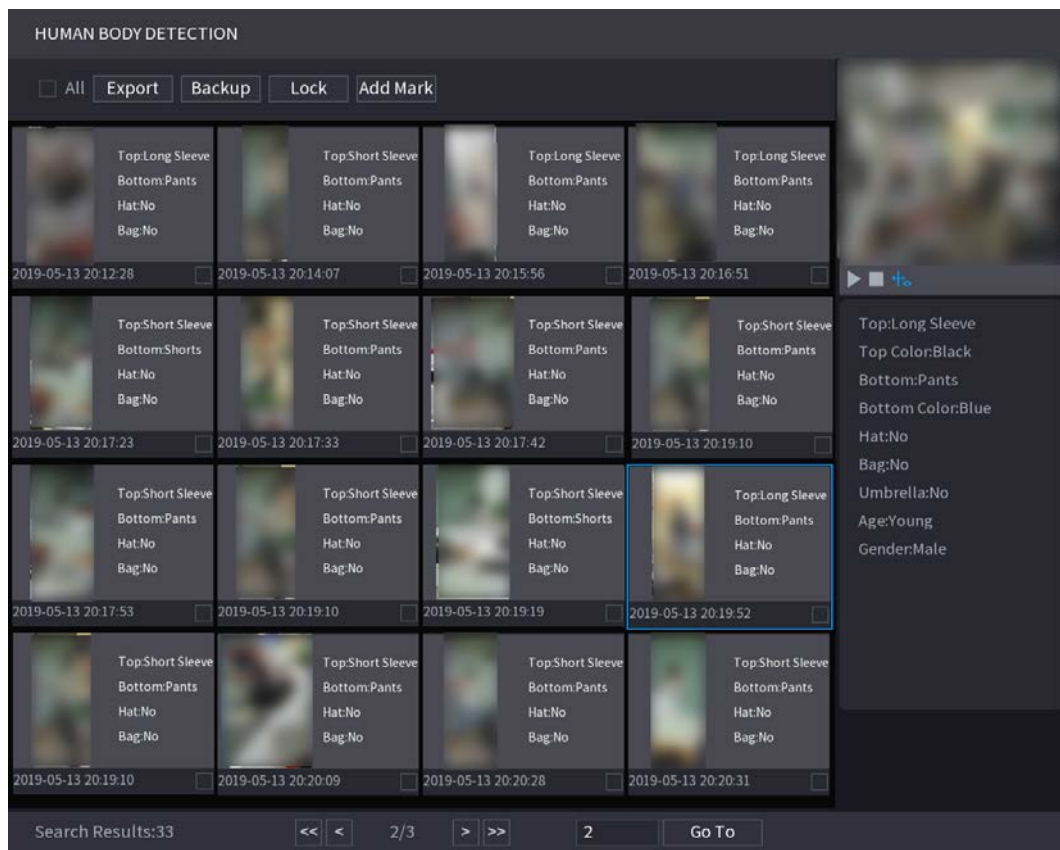 HUMAN BODY DETECTION
All Export Backup Lock Add Mark
Top:Long Sleeve
Bottom:Pants
Hat:No
Bag:No
2019-05-13 20:12:28
Top:Short Sleeve
Bottom:Pants
Hat:No
Bag:No
2019-05-13 20:14:07
Top:Long Sleeve
Bottom:Pants
Hat:No
Bag:No
2019-05-13 20:15:56
Top:Long Sleeve
Bottom:Pants
Hat:No
Bag:No
2019-05-13 20:16:51
Top:Short Sleeve
Bottom:Shorts
Hat:No
Bag:No
2019-05-13 20:17:23
Top:Short Sleeve
Bottom:Pants
Hat:No
Bag:No
2019-05-13 20:17:33
Top:Short Sleeve
Bottom:Pants
Hat:No
Bag:No
2019-05-13 20:17:42
Top:Short Sleeve
Bottom:Pants
Hat:No
Bag:No
2019-05-13 20:19:10
Top:Short Sleeve
Bottom:Pants
Hat:No
Bag:No
2019-05-13 20:17:53
Top:Short Sleeve
Bottom:Pants
Hat:No
Bag:No
2019-05-13 20:19:10
Top:Short Sleeve
Bottom:Shorts
Hat:No
Bag:No
2019-05-13 20:19:19
Top:Long Sleeve
Bottom:Pants
Hat:No
Bag:No
2019-05-13 20:19:52
Top:Short Sleeve
Bottom:Pants
Hat:No
Bag:No
2019-05-13 20:19:10
Top:Short Sleeve
Bottom:Pants
Hat:No
Bag:No
2019-05-13 20:20:09
Top:Short Sleeve
Bottom:Pants
Hat:No
Bag:No
2019-05-13 20:20:28
Top:Short Sleeve
Bottom:Pants
Hat:No
Bag:No
2019-05-13 20:20:31
Top:Long Sleeve
Top Color:Black
Bottom:Pants
Bottom Color:Blue
Hat:No
Bag:No
Umbrella:No
Age:Young
Gender:Male
Search Results:33 << < 2/3 > >> 2 Go To